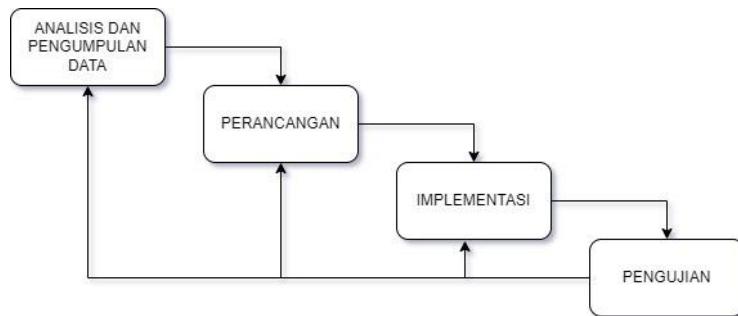 ANALISIS DAN
PENGUMPULAN
DATA
PERANCANGAN
IMPLEMENTASI
PENGUJIAN